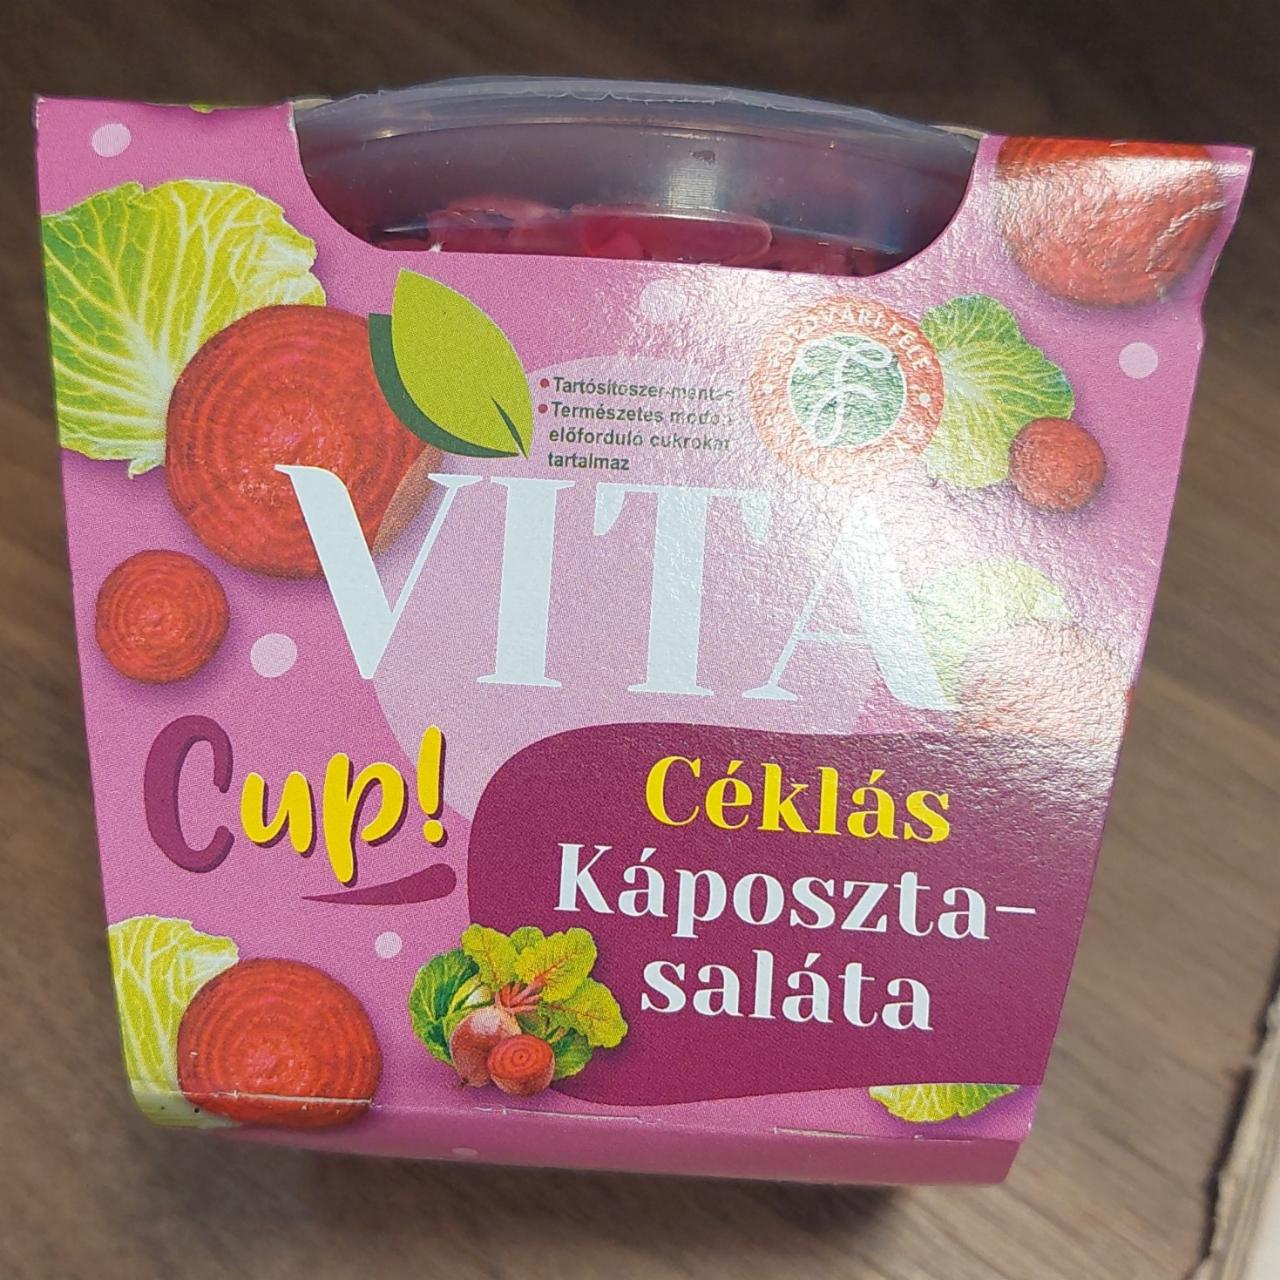 • Tartósítószer-mentes
• Természetes módon
előforduló cukrokat
tartalmaz
VITA
Cup!
Céklás
Káposzta-
saláta